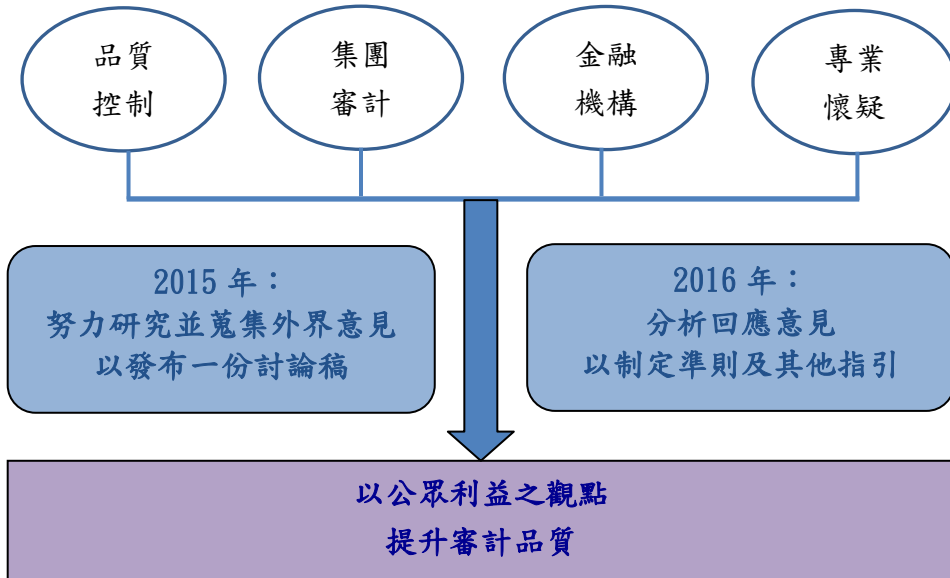 品質
控制
集團
審計
金融
機構
專業
懷疑
2015 年：
努力研究並蒐集外界意見
以發布一份討論稿
2016 年：
分析回應意見
以制定準則及其他指引
以公眾利益之觀點
提升審計品質